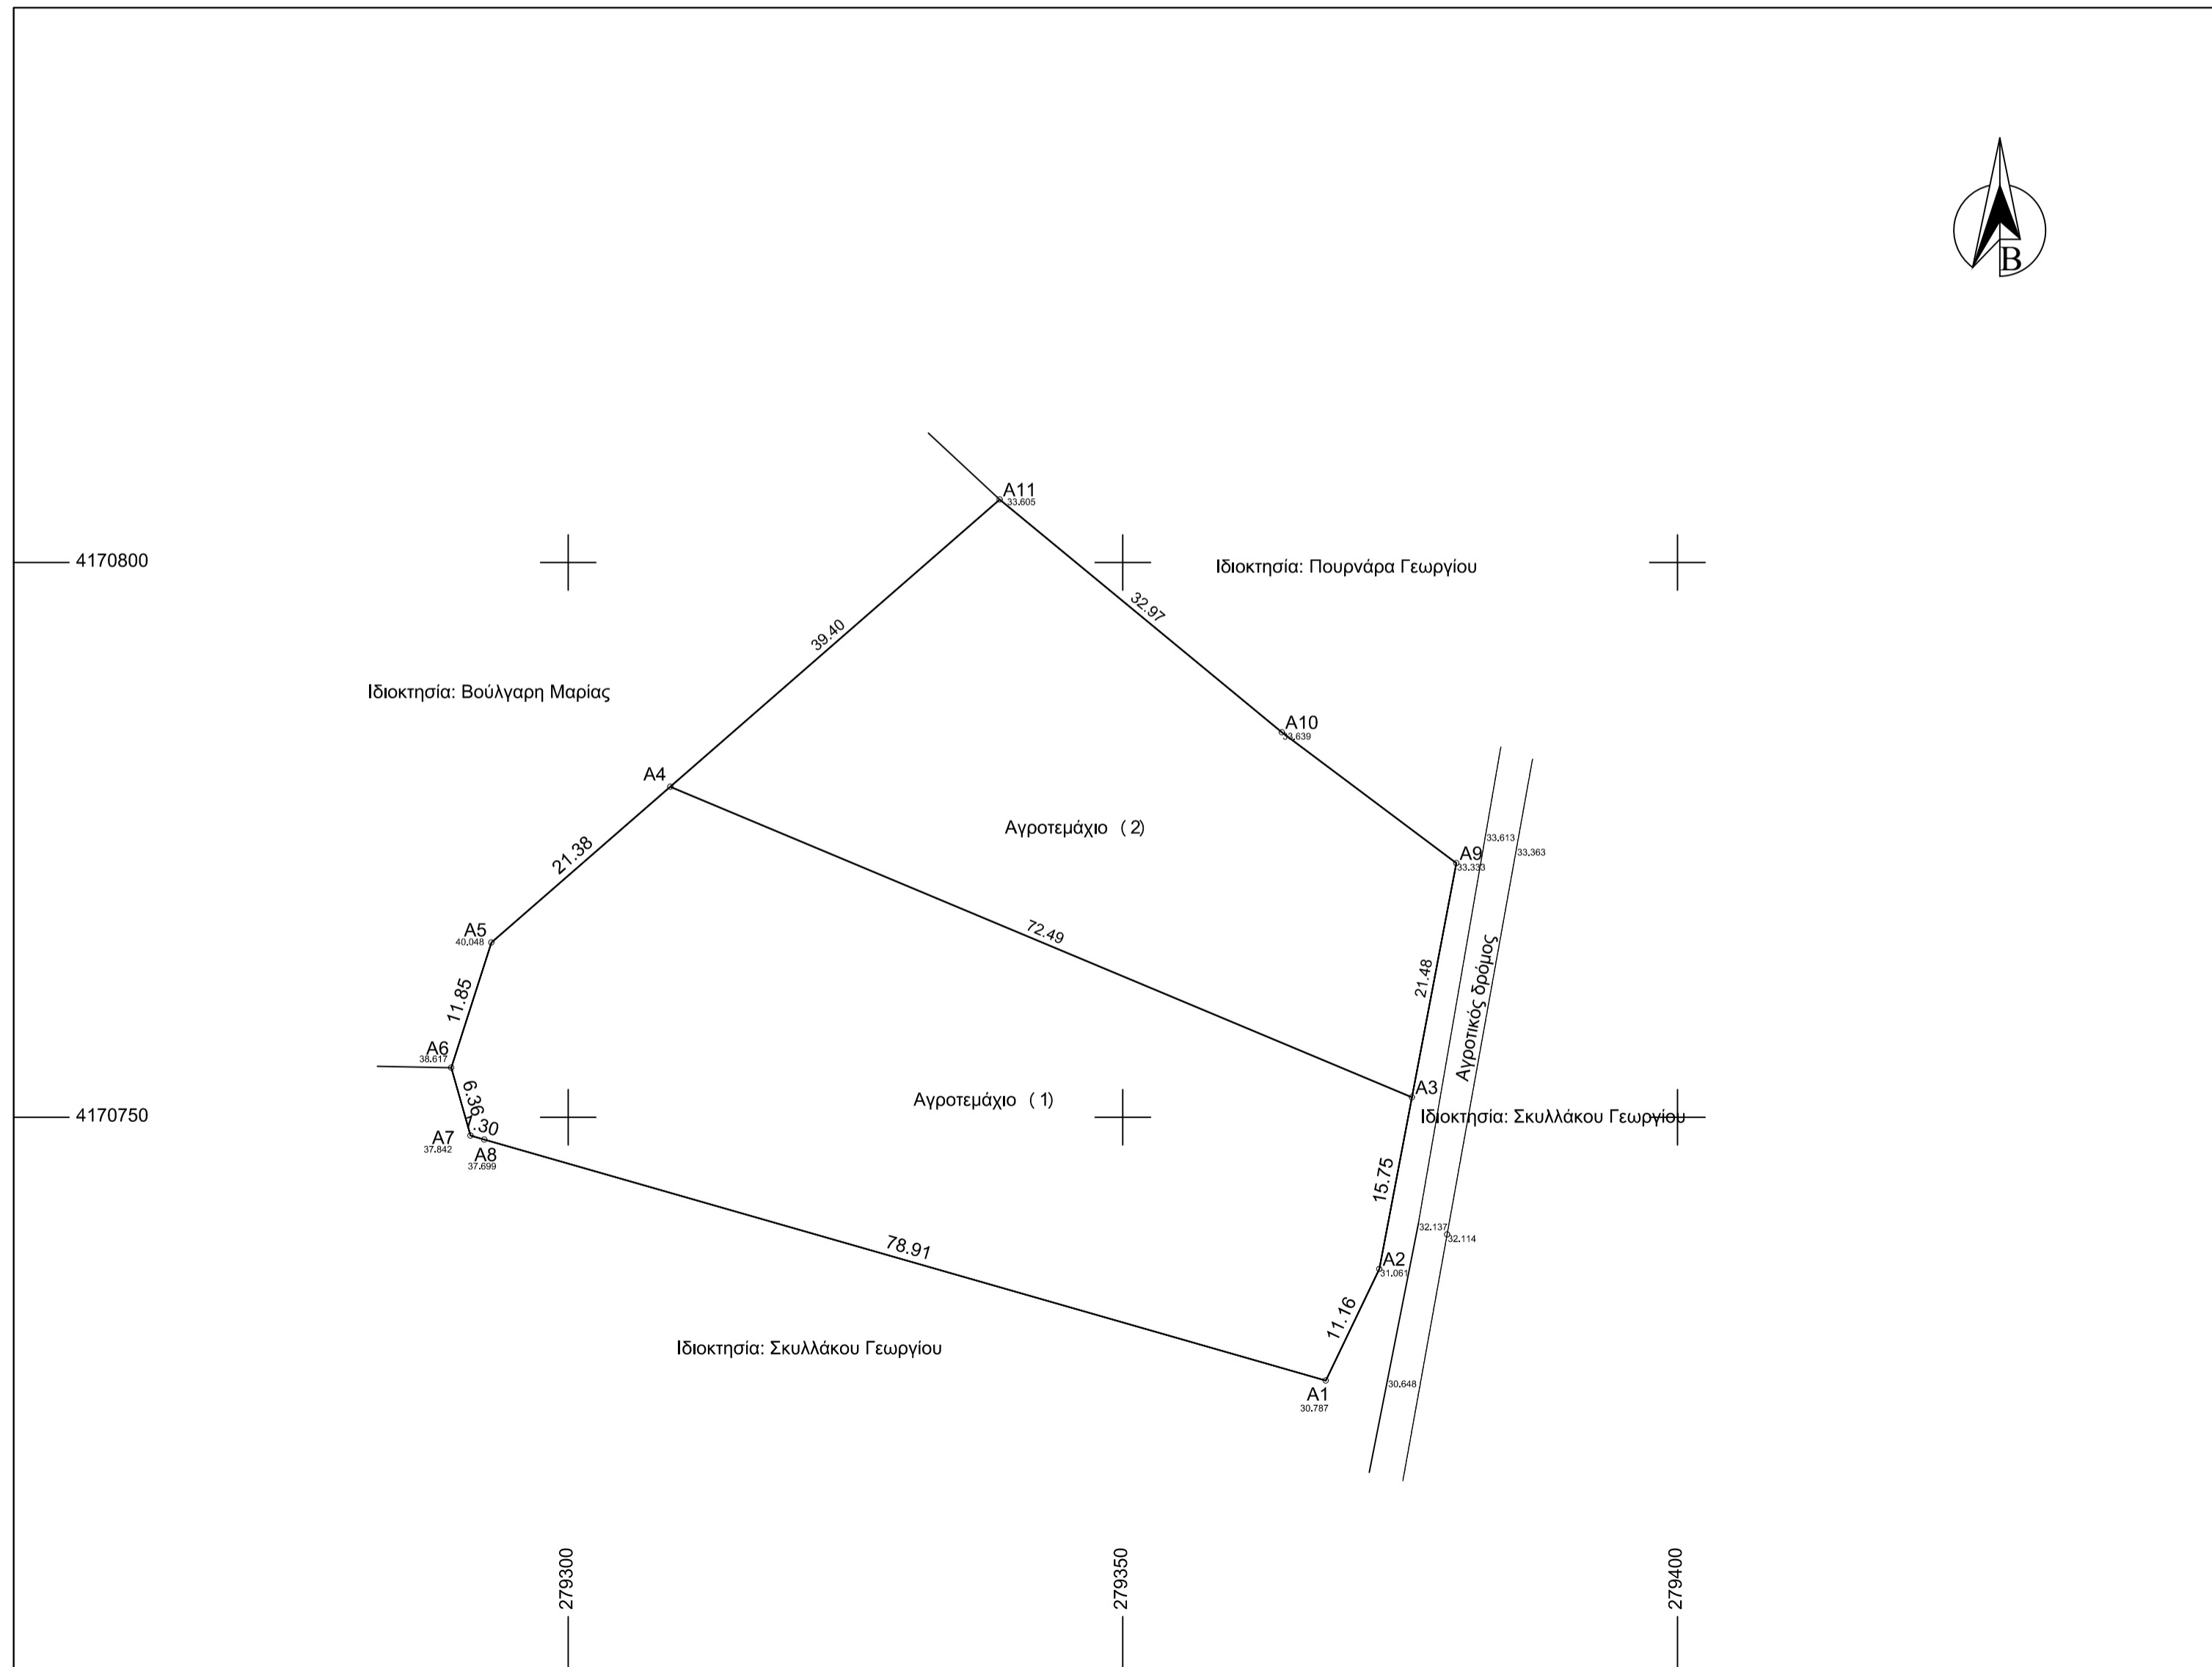 B
A11
33.605
4170800
Ιδιοκτησία: Πουρνάρα Γεωργίου
32.97
39.40
Ιδιοκτησία: Βούλγαρη Μαρίας
A10
33.639
A4
Αγροτεμάχιο (2)
33.613
33.363
A9
33.333
21.38
A5
40.048
72.49
21.48
Αγροτικός δρόμος
11.85
A6
38.617
A3
6.36
Αγροτεμάχιο (1)
4170750
Ιδιοκτησία: Σκυλλάκου Γεωργίου
1.30
A7
37.842
A8
37.699
15.75
32.137
32.114
78.91
A2
31.061
11.16
Ιδιοκτησία: Σκυλλάκου Γεωργίου
30.648
A1
30.787
279300
279350
279400